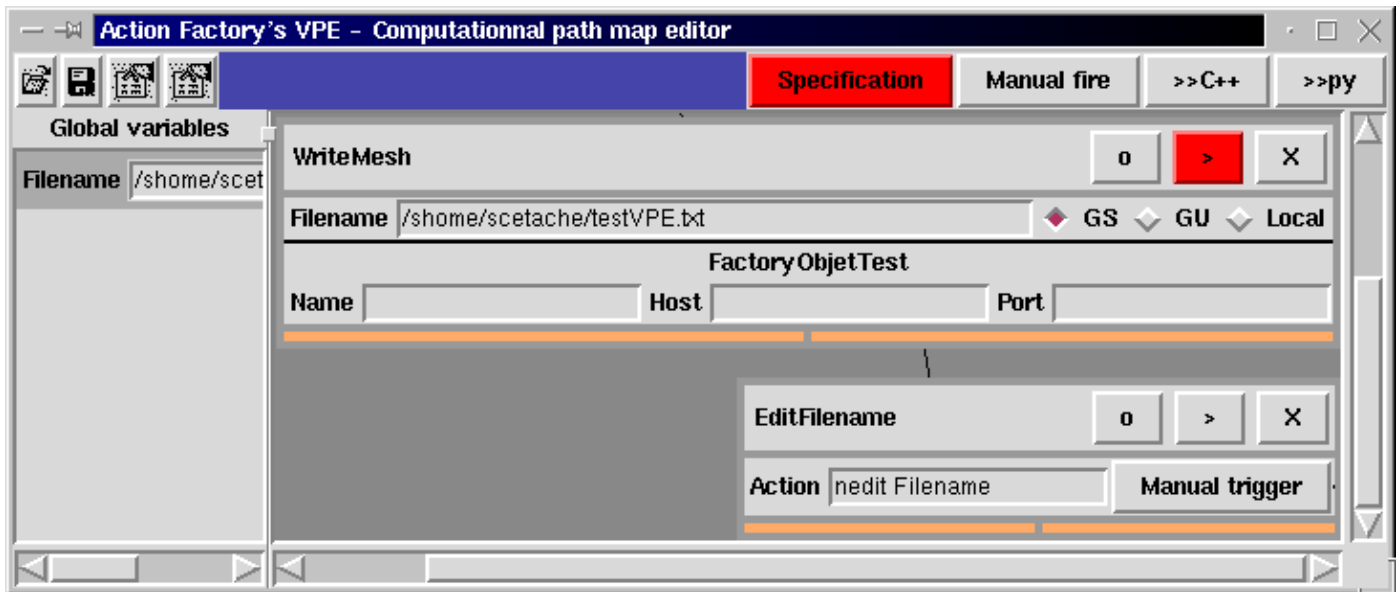 Action Factory's VPE - Computationnal path map editor
Specification Manual fire >>C++ >>py
Global variables
Filename /shome/scet
WriteMesh o > X
Filename /shome/scetache/testVPE.txt GS GU Local
FactoryObjetTest
Name Host Port
EditFilename o > X
Action nedit Filename Manual trigger